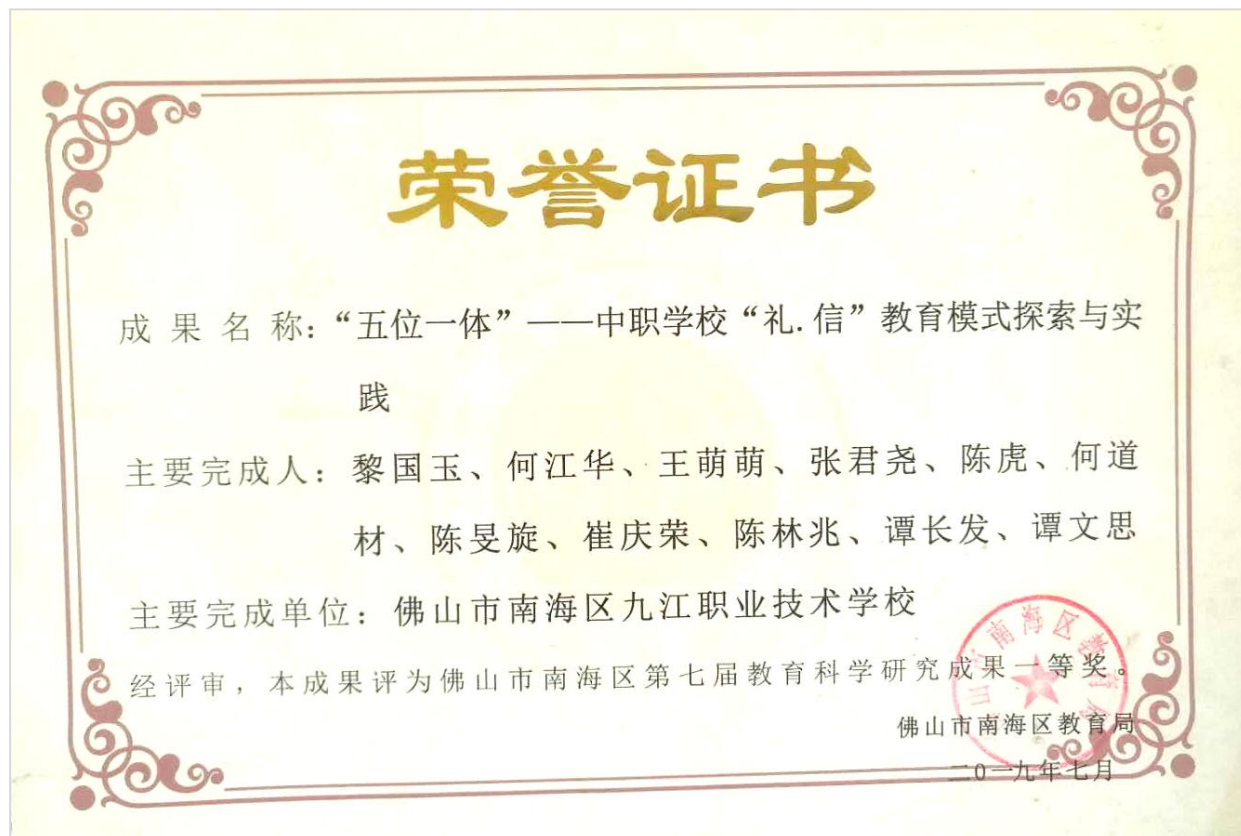 荣誉证书
成果名称：“五位一体”——中职学校“礼.信”教育模式探索与实
践
主要完成人：黎国玉、何江华、王萌萌、张君尧、陈虎、何道
材、陈旻旋、崔庆荣、陈林兆、谭长发、谭文思
主要完成单位：佛山市南海区九江职业技术学校
经评审，本成果评为佛山市南海区第七届教育科学研究成果一等奖。
佛山市南海区教育局
二0一九年七月